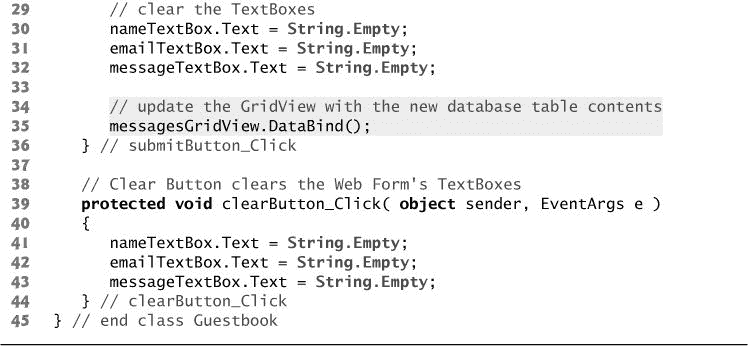 29 // clear the TextBoxes
30 nameTextBox.Text = String.Empty;
31 emailTextBox.Text = String.Empty;
32 messageTextBox.Text = String.Empty;
33
34 // update the GridView with the new database table contents
35 messagesGridView.DataBind();
36 } // submitButton_Click
37
38 // Clear Button clears the Web Form's TextBoxes
39 protected void clearButton_Click( object sender, EventArgs e )
40 {
41 nameTextBox.Text = String.Empty;
42 emailTextBox.Text = String.Empty;
43 messageTextBox.Text = String.Empty;
44 } // clearButton_Click
45 } // end class Guestbook